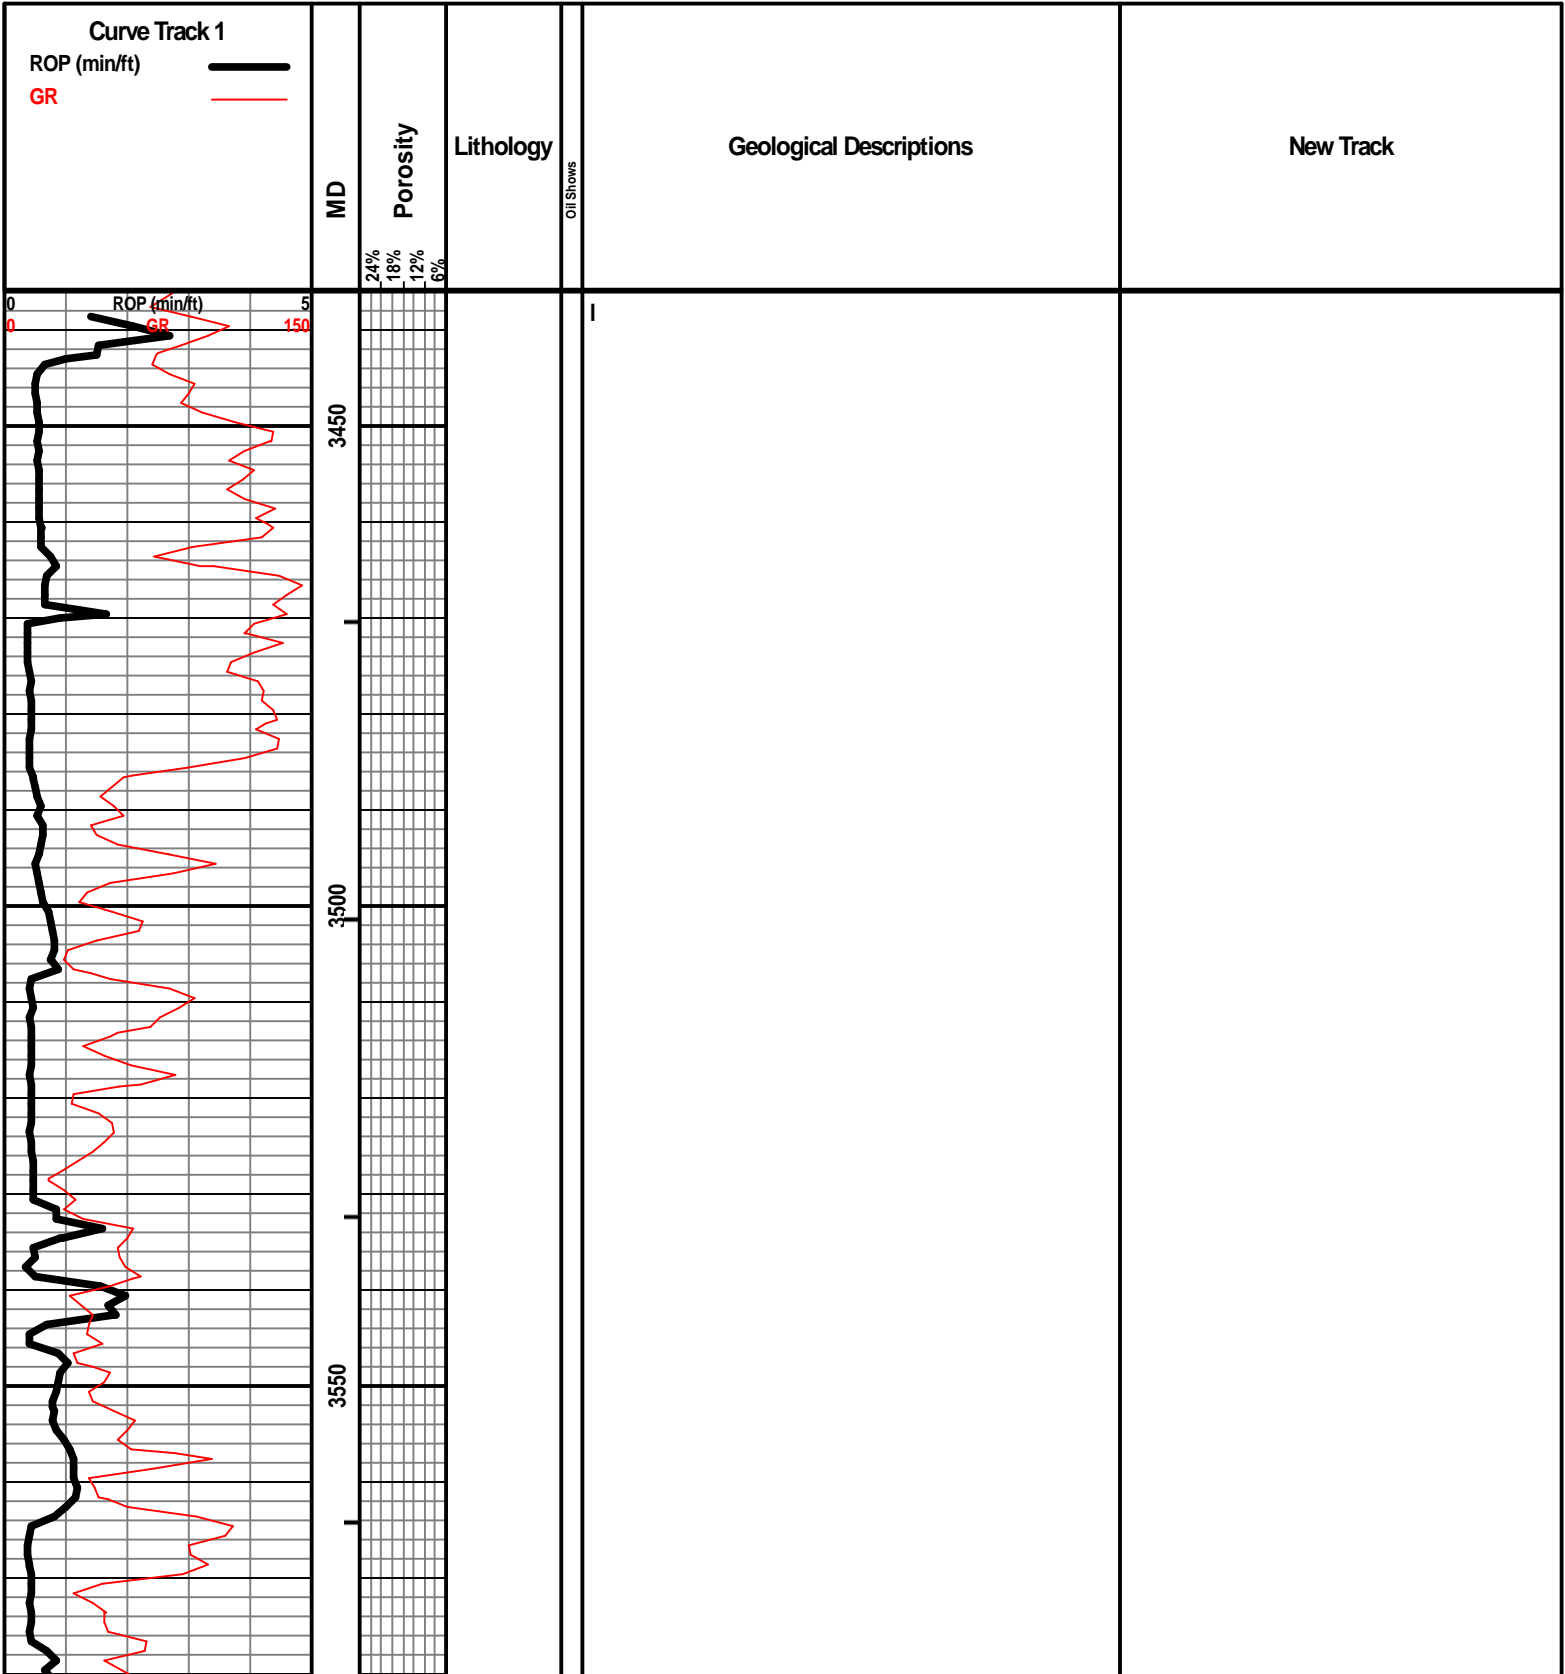 Curve Track 1
ROP (min/ft)
GR
MD
Porosity
24%
18%
12%
6%
Lithology
Oil Shows
Geological Descriptions
New Track
0 ROP (min/ft) 5
0 GR 150
3450
3500
3550